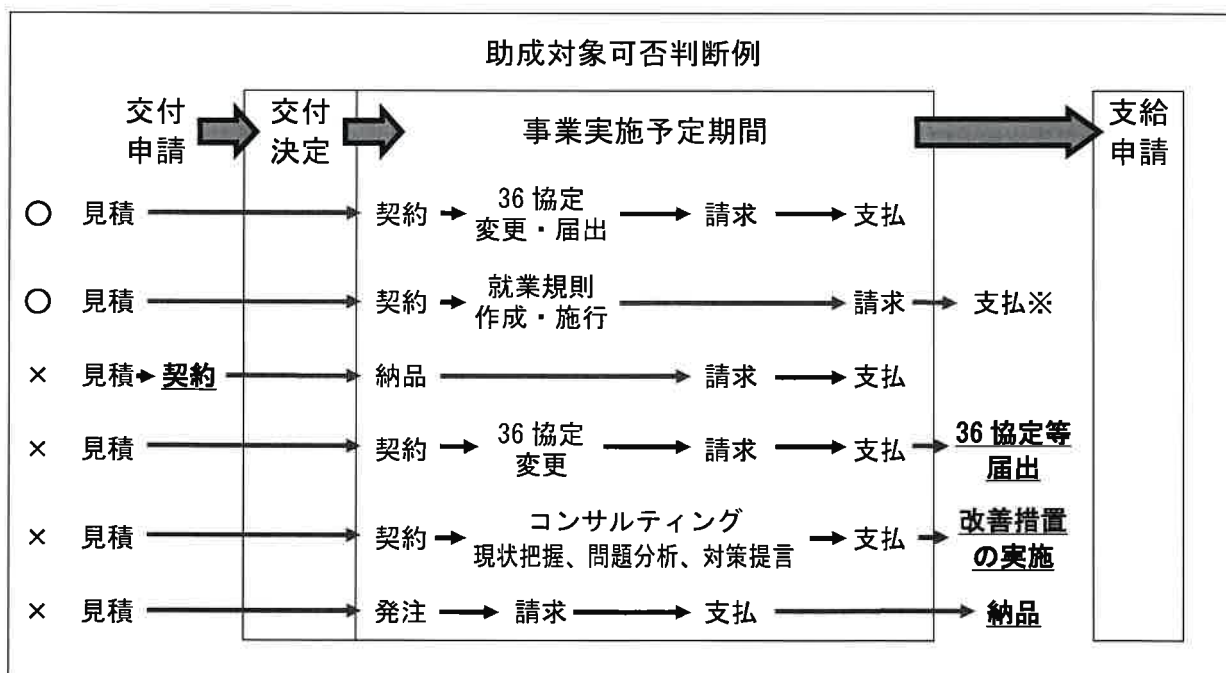 助成対象可否判断例
交付申請 交付決定 事業実施予定期間 支給申請
○ 見積 契約 36協定変更・届出 請求 支払
○ 見積 契約 就業規則作成・施行 請求 支払※
× 見積 契約 納品 請求 支払
× 見積 契約 36協定変更 請求 支払 36協定等届出
× 見積 契約 コンサルティング 現状把握、問題分析、対策提言 支払 改善措置の実施
× 見積 発注 請求 支払 納品